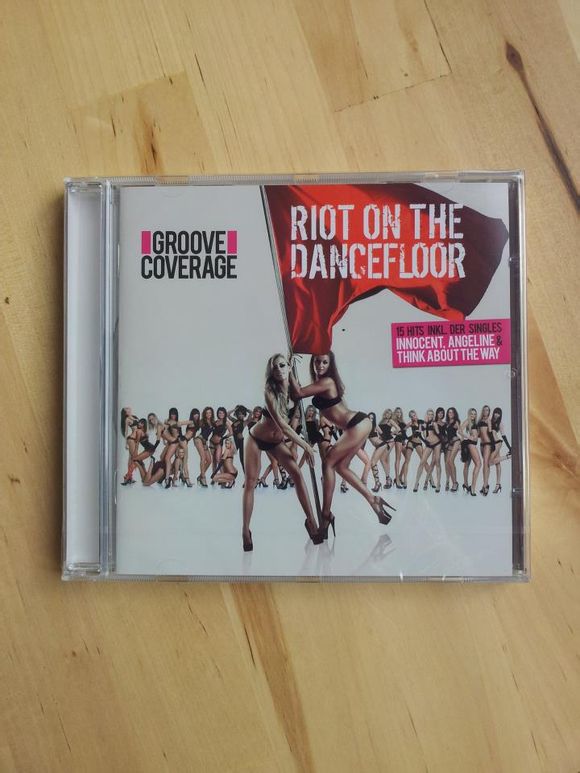 GROOVE
COVERAGE
RIOT ON THE
DANCEFLOOR
15 HITS INKL. DER SINGLES
INNOCENT, ANGELINE &
THINK ABOUT THE WAY